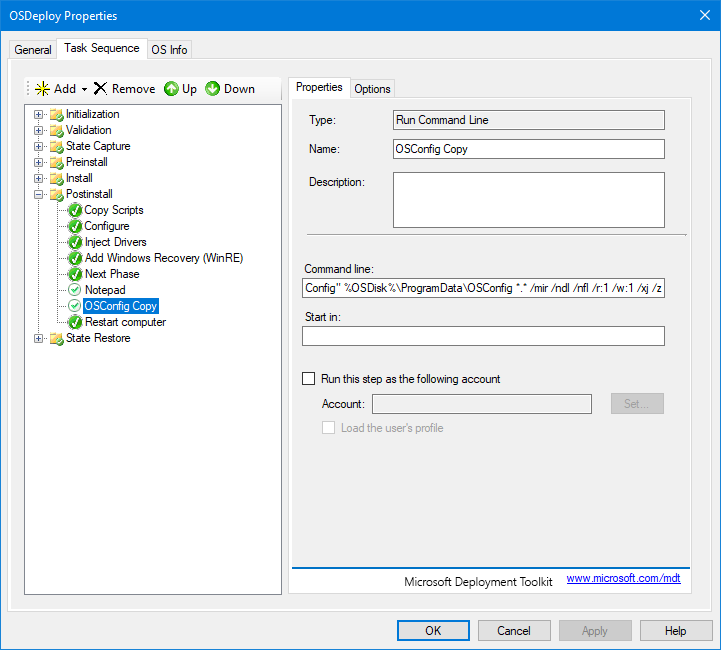 OSDeploy Properties
General
Task Sequence
OS Info
Add
Remove
Up
Down
Initialization
Validation
State Capture
Preinstall
Install
Postinstall
Copy Scripts
Configure
Inject Drivers
Add Windows Recovery (WinRE)
Next Phase
Notepad
OSConfig Copy
Restart computer
State Restore
Properties
Options
Type:
Run Command Line
Name:
OSConfig Copy
Description:
Command line:
Config" %OSDisk%\ProgramData\OSConfig *.* /mir /ndl /nfl /r:1 /w:1 /xj /z
Start in:
Run this step as the following account
Account:
Set...
Load the user's profile
Microsoft Deployment Toolkit
www.microsoft.com/mdt
OK
Cancel
Apply
Help